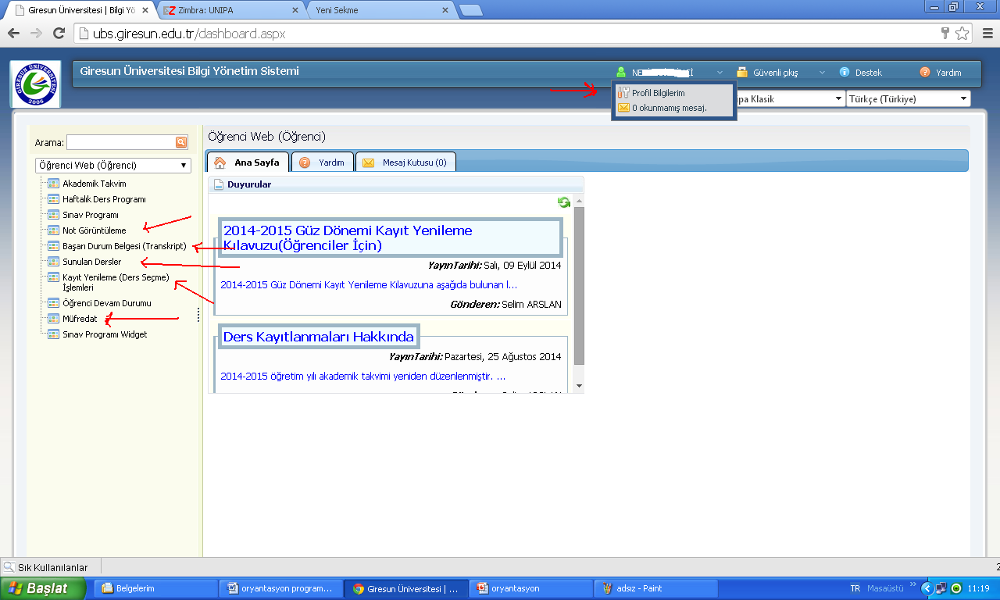 Giresun Üniversitesi | Bilgi Yö
Zimbra: UNIPA
Yeni Sekme
ubs.giresun.edu.tr/dashboard.aspx
GİRESUN ÜNİVERSİTESİ
2006
Giresun Üniversitesi Bilgi Yönetim Sistemi
NE
Güvenli çıkış
Destek
Yardım
Profil Bilgilerim
0 okunmamış mesaj.
pa Klasik
Türkçe (Türkiye)
Arama:
Öğrenci Web (Öğrenci)
Akademik Takvim
Haftalık Ders Programı
Sınav Programı
Not Görüntüleme
Başarı Durum Belgesi (Transkript)
Sunulan Dersler
Kayıt Yenileme (Ders Seçme)
İşlemleri
Öğrenci Devam Durumu
Müfredat
Sınav Programı Widget
Öğrenci Web (Öğrenci)
Ana Sayfa
Yardım
Mesaj Kutusu (0)
Duyurular
2014-2015 Güz Dönemi Kayıt Yenileme
Kılavuzu(Öğrenciler İçin)
YayınTarihi: Salı, 09 Eylül 2014
2014-2015 Güz Dönemi Kayıt Yenileme Kılavuzuna aşağıda bulunan l...
Gönderen: Selim ARSLAN
Ders Kayıtlanmaları Hakkında
YayınTarihi: Pazartesi, 25 Ağustos 2014
2014-2015 öğretim yılı akademik takvimi yeniden düzenlenmiştir. ...
Sık Kullanılanlar
2
Başlat
Belgelerim
oryantasyon program...
Giresun Üniversitesi | ...
oryantasyon
adsız - Paint
TR
Masaüstü
11:19